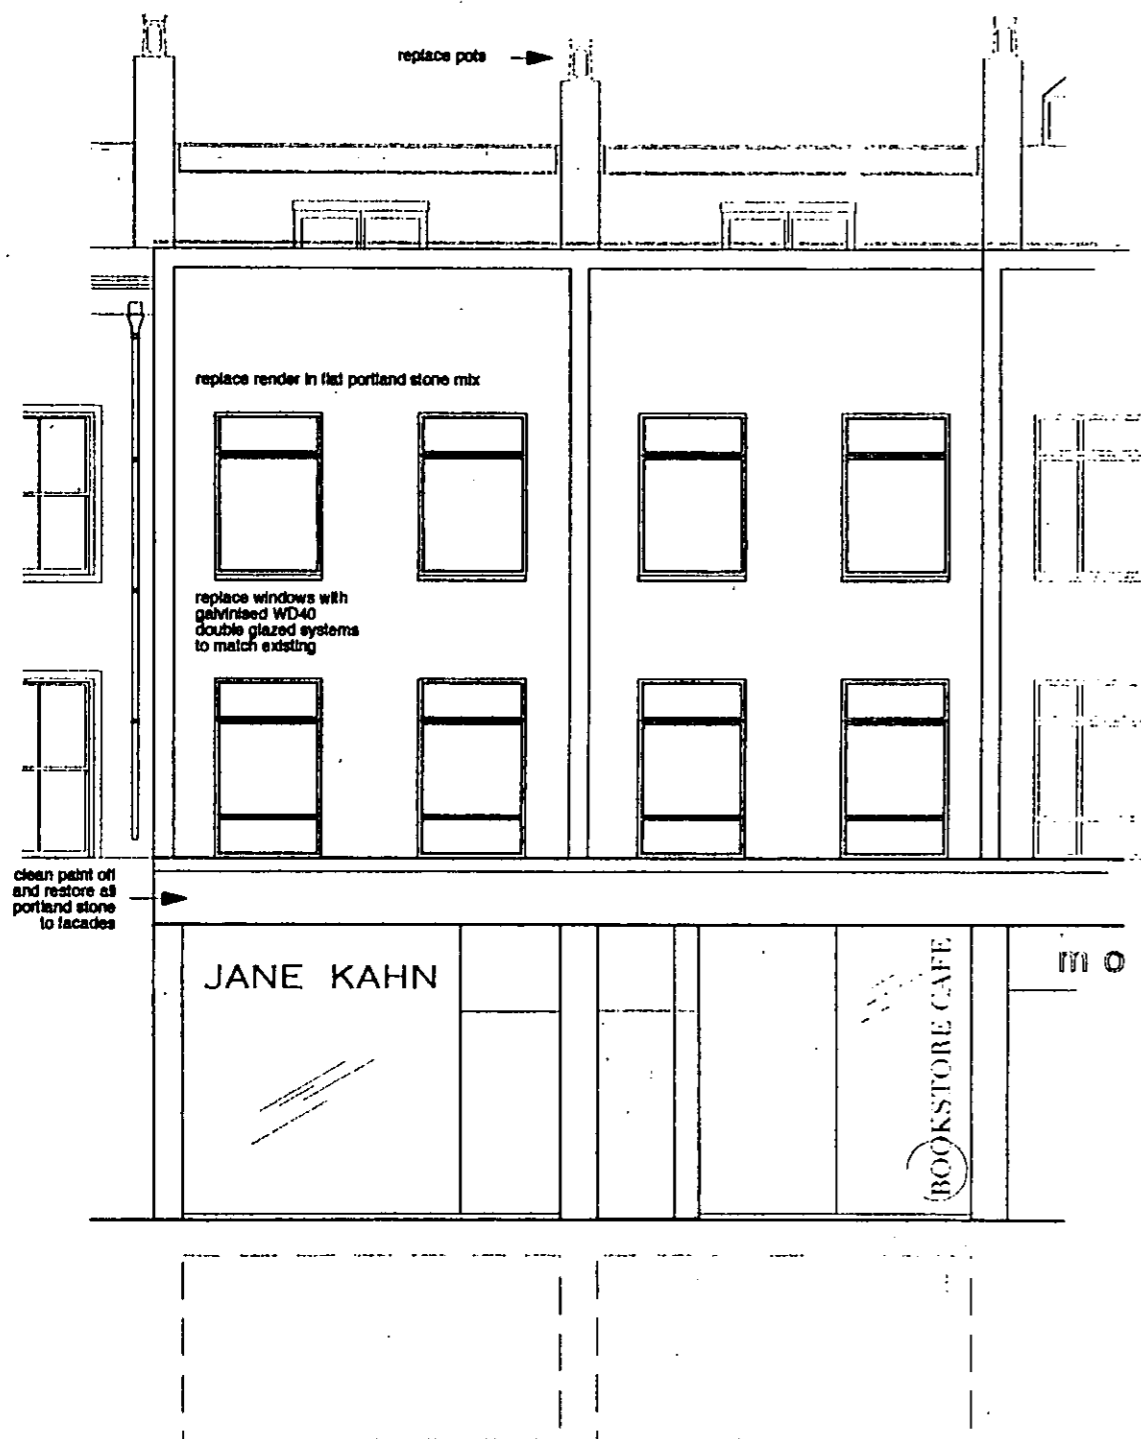 replace pots
replace render in flat portland stone mix
replace windows with
galvinised WD40
double glazed systems
to match existing
clean paint off
and restore all
portland stone
to facades
JANE KAHN
BOOKSTORE CAFE
mo